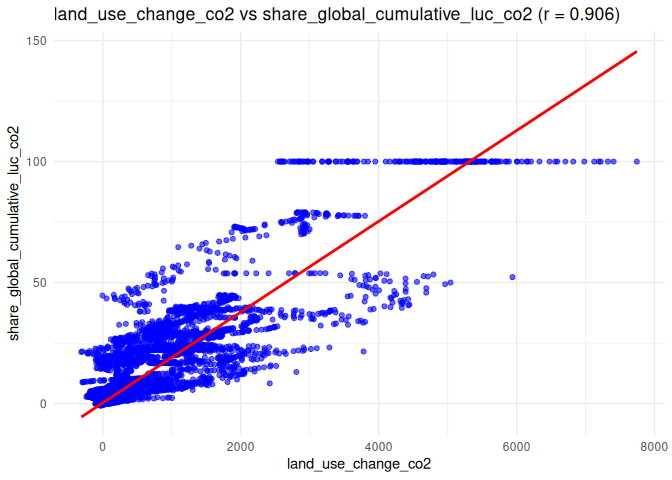 land_use_change_co2 vs share_global_cumulative_luc_co2 (r = 0.906)
150
100
50
0
share_global_cumulative_luc_co2
0 2000 4000 6000 8000
land_use_change_co2